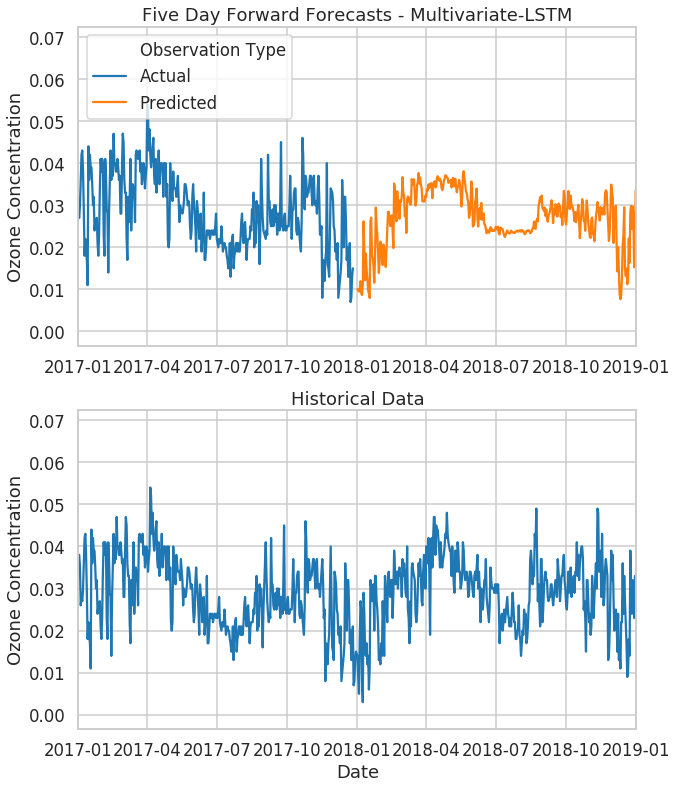 Five Day Forward Forecasts - Multivariate-LSTM
0.07
0.06
0.05
0.04
0.03
0.02
0.01
0.00
Ozone Concentration
Observation Type
Actual
Predicted
2017-01 2017-04 2017-07 2017-10 2018-01 2018-04 2018-07 2018-10 2019-01
Historical Data
0.07
0.06
0.05
0.04
0.03
0.02
0.01
0.00
Ozone Concentration
2017-01 2017-04 2017-07 2017-10 2018-01 2018-04 2018-07 2018-10 2019-01
Date